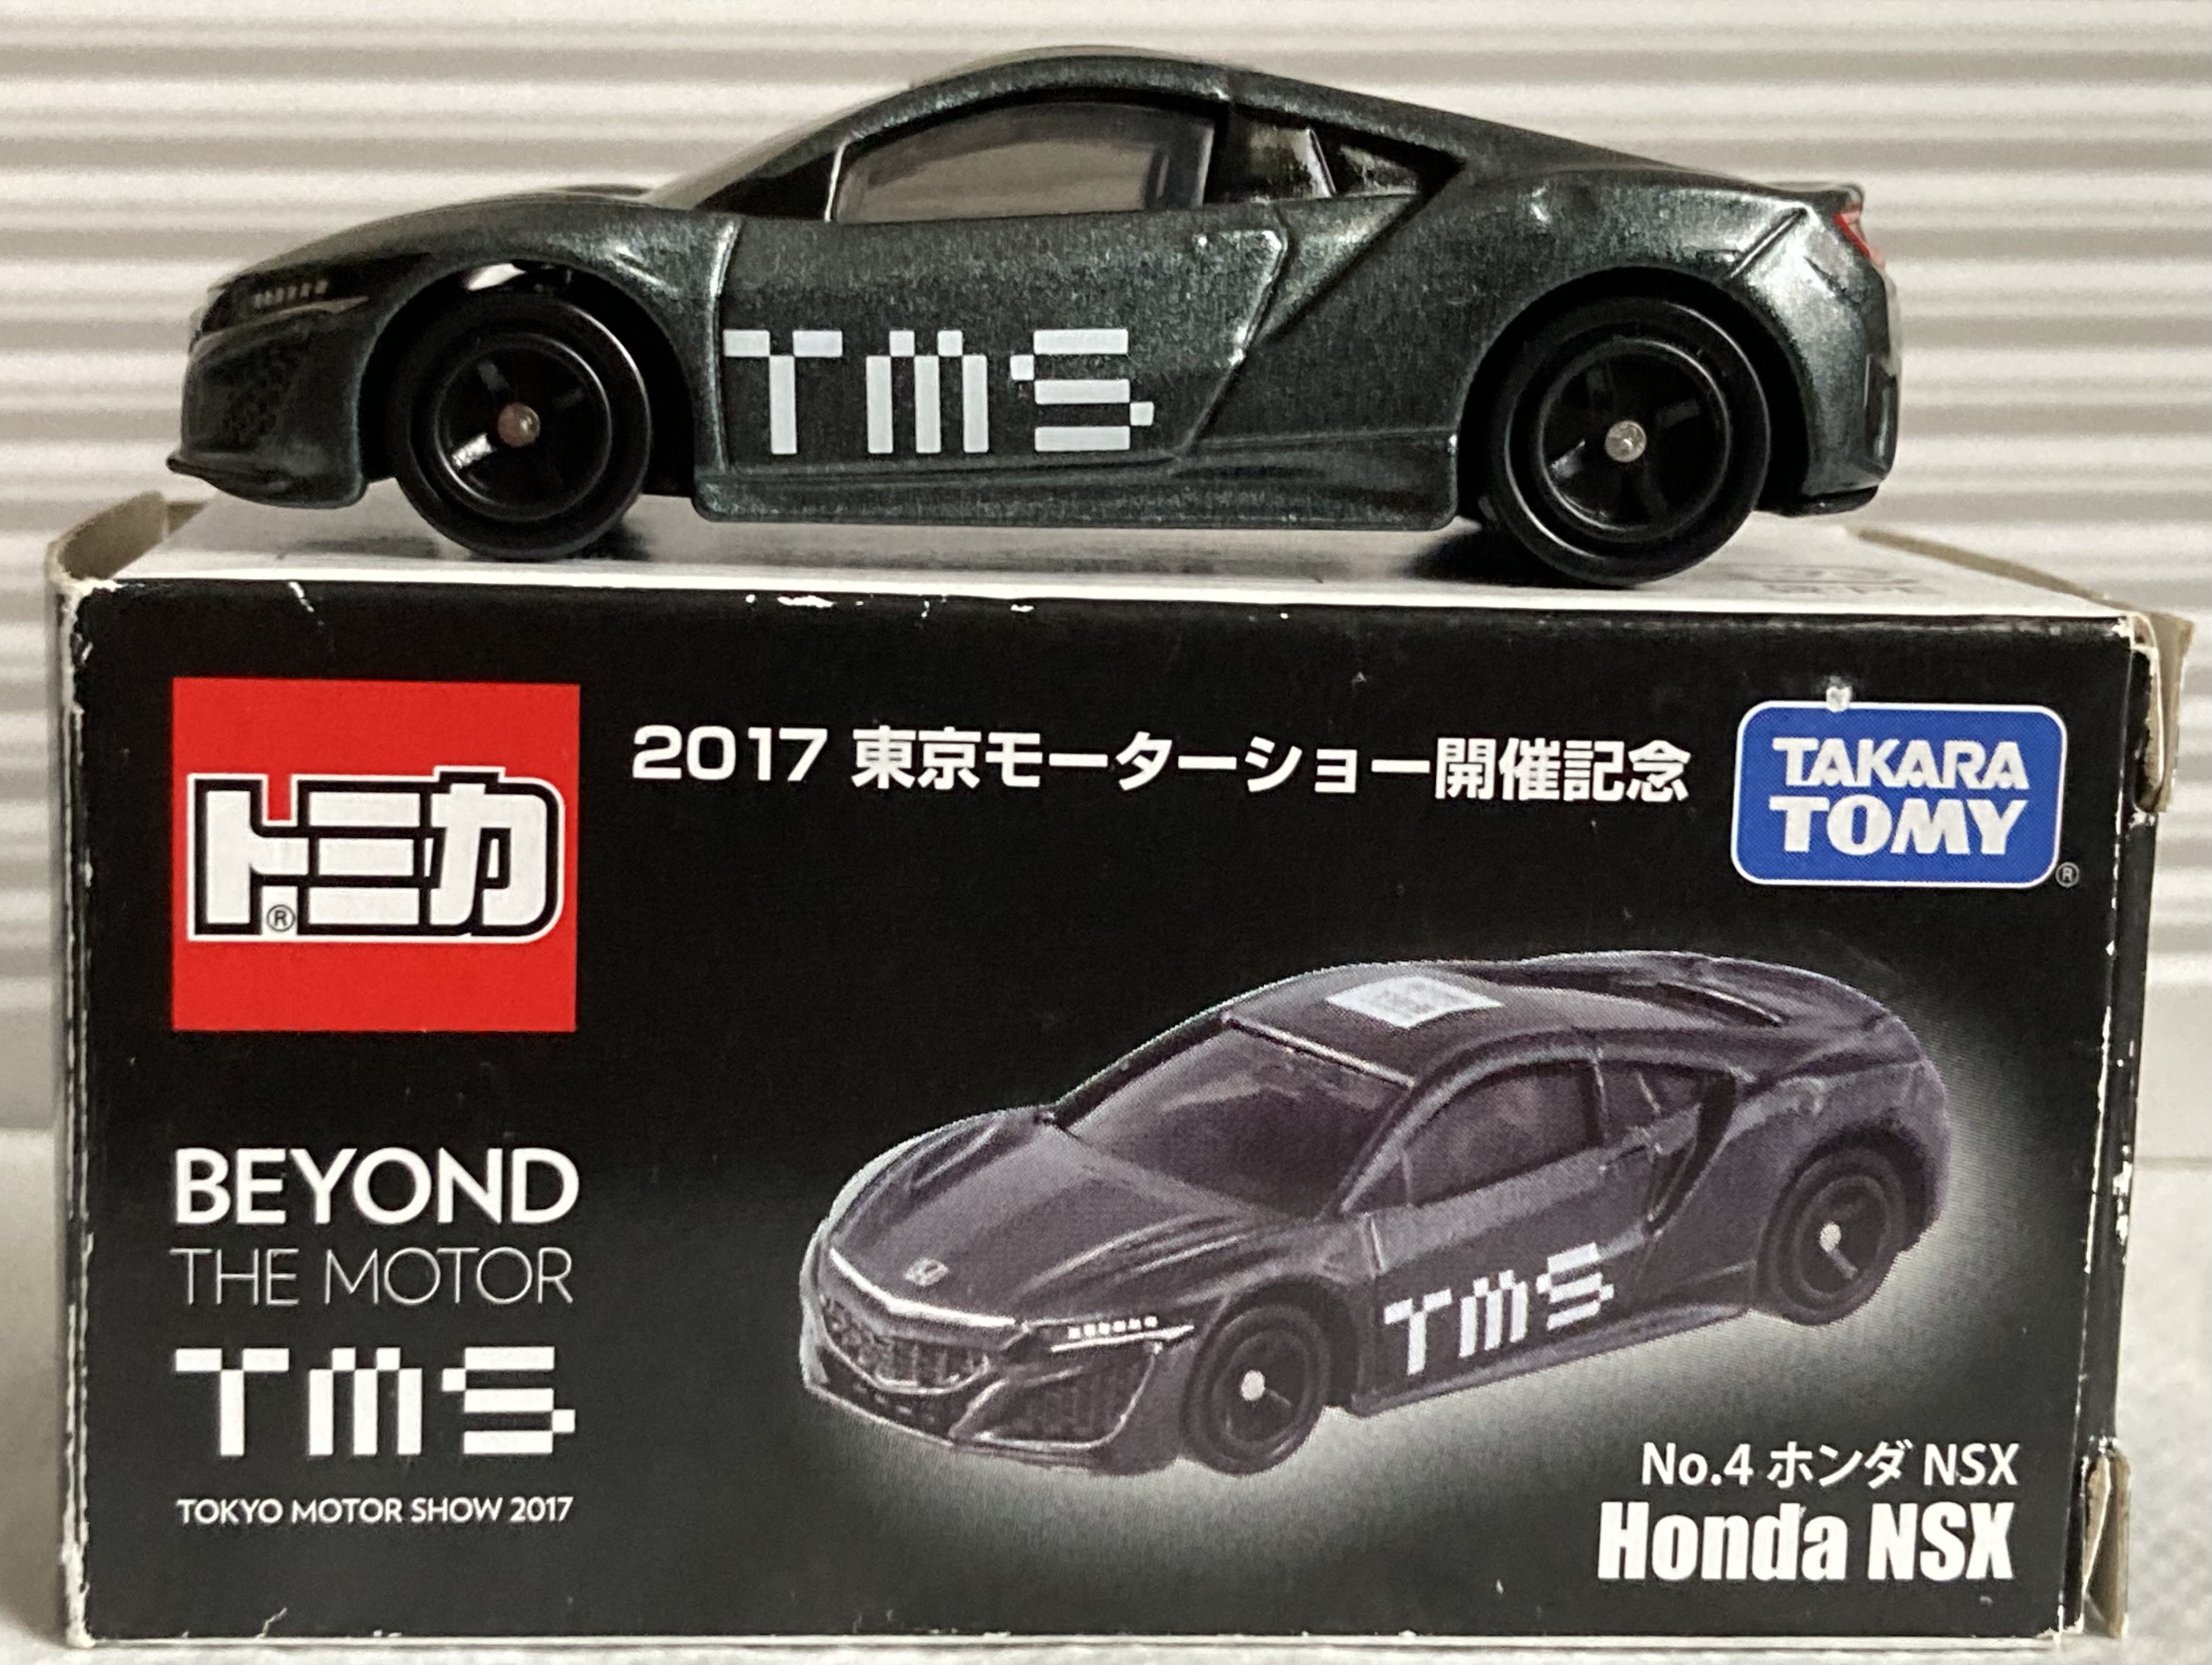 TMS
2017 東京モーターショー開催記念
TAKARA
TOMY
®
トミカ
®
BEYOND
THE MOTOR
TMS
TOKYO MOTOR SHOW 2017
TMS
No.4 ホンダ NSX
Honda NSX